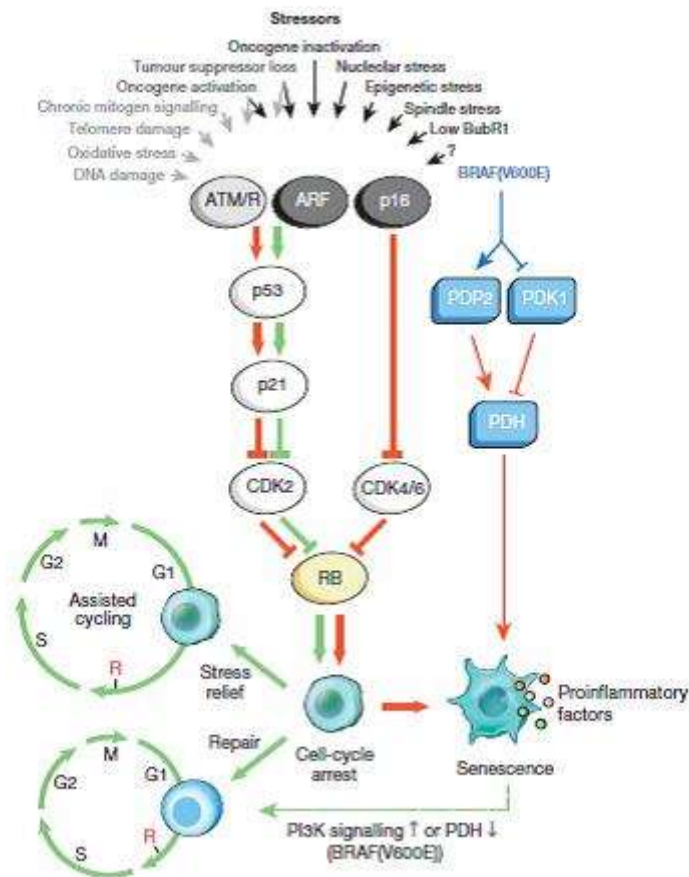 Stressors
Oncogene inactivation
Tumour suppressor loss
Nucleolar stress
Oncogene activation
Epigenetic stress
Chronic mitogen signalling
Spindle stress
Telomere damage
Low BubR1
Oxidative stress
?
DNA damage
BRAF(V600E)
ATM/R
ARF
p16
p53
PDP2
PDK1
p21
PDH
CDK2
CDK4/6
RB
M
G2
G1
Assisted
cycling
S
R
Stress
relief
Proinflammatory
factors
Repair
Cell-cycle
arrest
Senescence
M
G2
G1
R
S
PI3K signalling ↑ or PDH ↓
(BRAF(V600E))